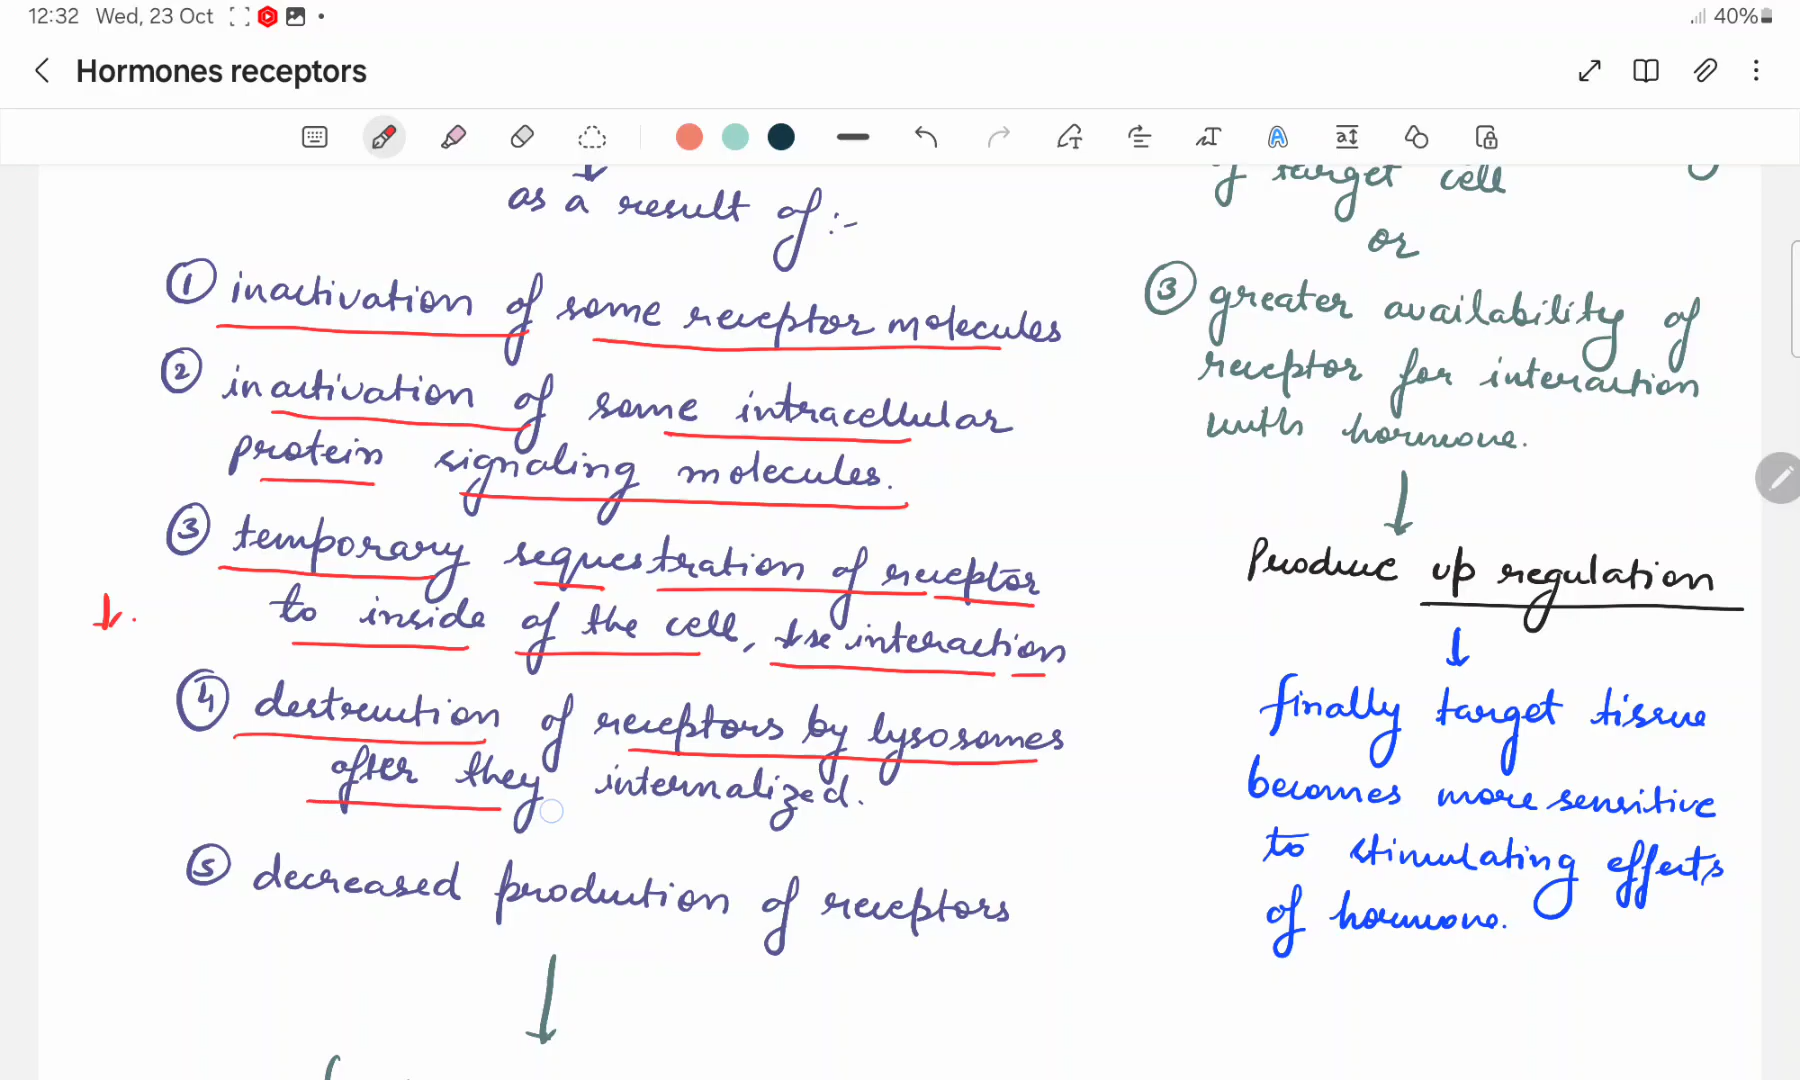 12:32 Wed, 23 Oct
40%
Hormones receptors
as a result of :-
① inactivation of some receptor molecules
② inactivation of some intracellular
protein signaling molecules.
③ temporary sequestration of receptor
to inside of the cell, the interaction
④ destruction of receptors by lysosomes
after they internalized.
⑤ decreased production of receptors
of target cell
or
③ greater availability of
receptor for interaction
with hormone.
Produce up regulation
finally target tissue
becomes more sensitive
to stimulating effects
of hormone.